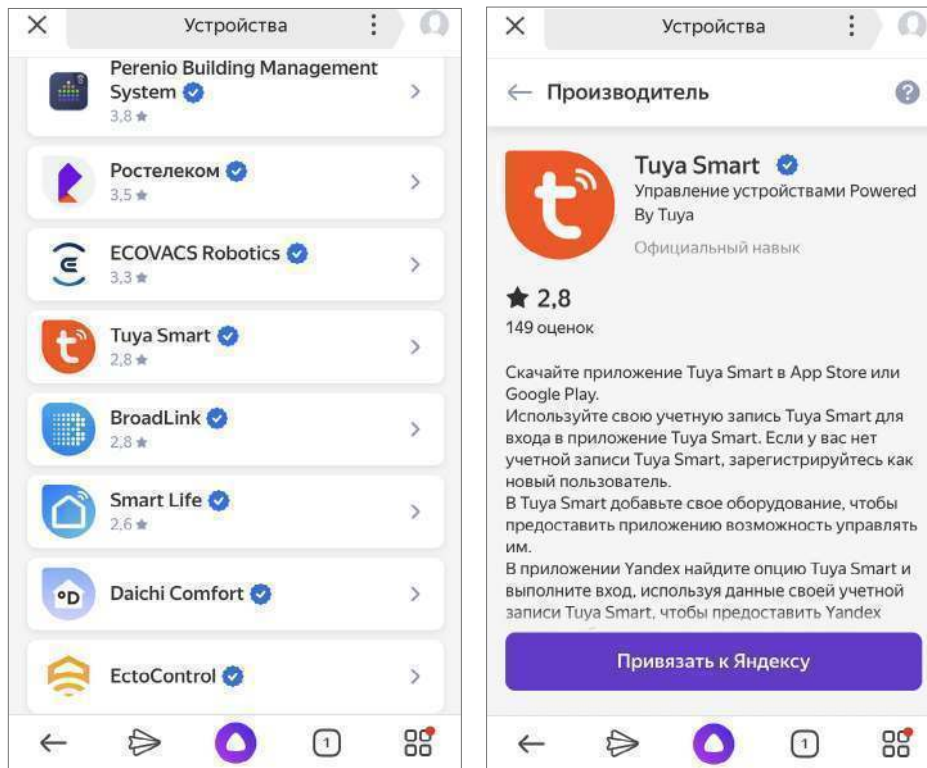 Устройства
Perenio Building Management
System
3,8
Ростелеком
3,5
ECOVACS Robotics
3,3
Tuya Smart
2,8
BroadLink
2,8
Smart Life
2,6
Daichi Comfort
EctoControl
1
Устройства
Производитель
Tuya Smart
Управление устройствами Powered
By Tuya
Официальный навык
2,8
149 оценок
Скачайте приложение Tuya Smart в App Store или
Google Play.
Используйте свою учетную запись Tuya Smart для
входа в приложение Tuya Smart. Если у вас нет
учетной записи Tuya Smart, зарегистрируйтесь как
новый пользователь.
В Tuya Smart добавьте свое оборудование, чтобы
предоставить приложению возможность управлять
им.
В приложении Yandex найдите опцию Tuya Smart и
выполните вход, используя данные своей учетной
записи Tuya Smart, чтобы предоставить Yandex
Привязать к Яндексу
1